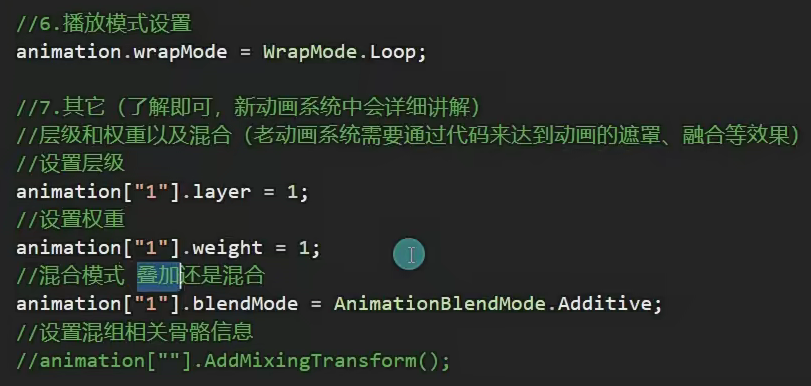 //6.播放模式设置
animation.wrapMode = WrapMode.Loop;
//7.其它（了解即可，新动画系统中会详细讲解）
//层级和权重以及混合（老动画系统需要通过代码来达到动画的遮罩、融合等效果）
//设置层级
animation["1"].layer = 1;
//设置权重
animation["1"].weight = 1;
//混合模式 叠加还是混合
animation["1"].blendMode = AnimationBlendMode.Additive;
//设置混组相关骨骼信息
//animation[""].AddMixingTransform();